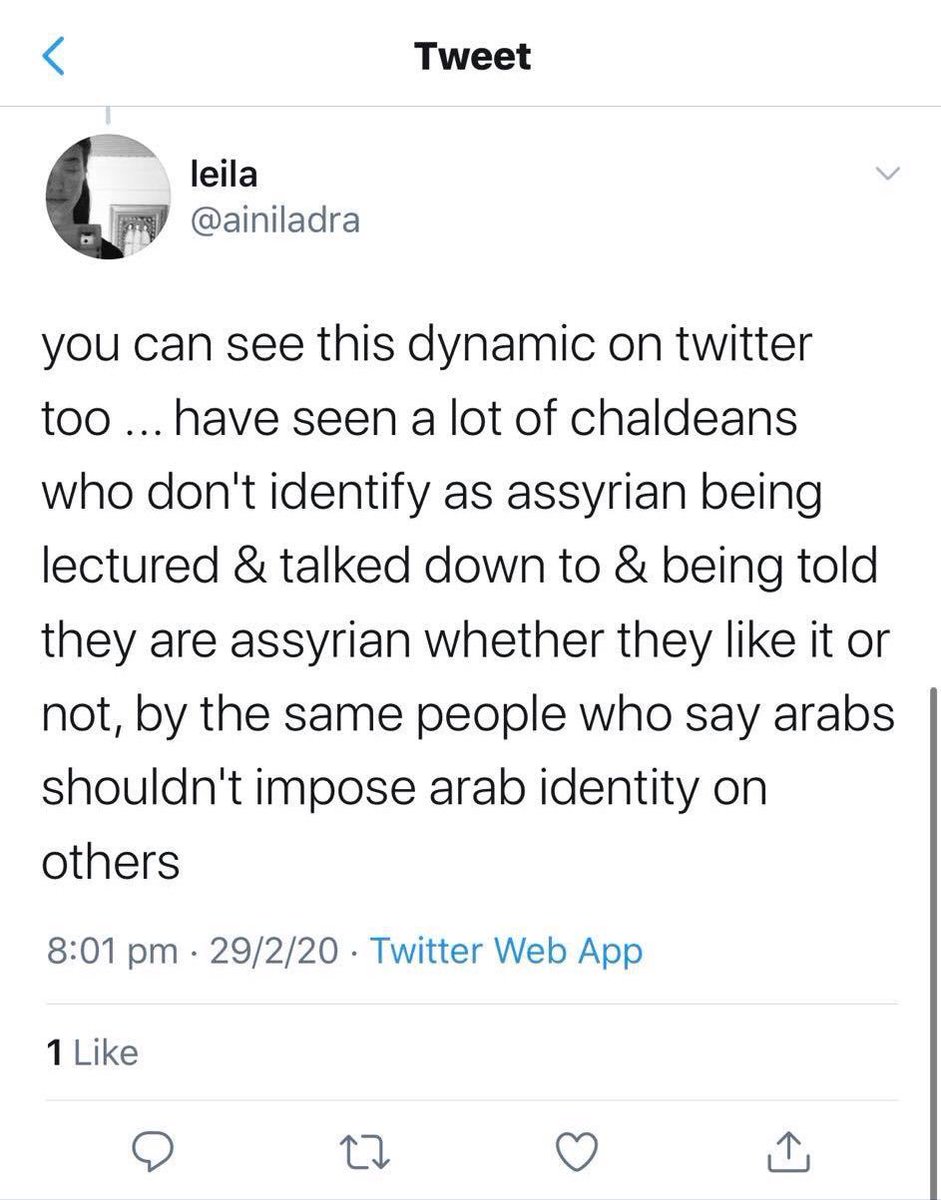 Tweet
leila
@ainiladra
you can see this dynamic on twitter
too ... have seen a lot of chaldeans
who don't identify as assyrian being
lectured & talked down to & being told
they are assyrian whether they like it or
not, by the same people who say arabs
shouldn't impose arab identity on
others
8:01 pm · 29/2/20 · Twitter Web App
1 Like